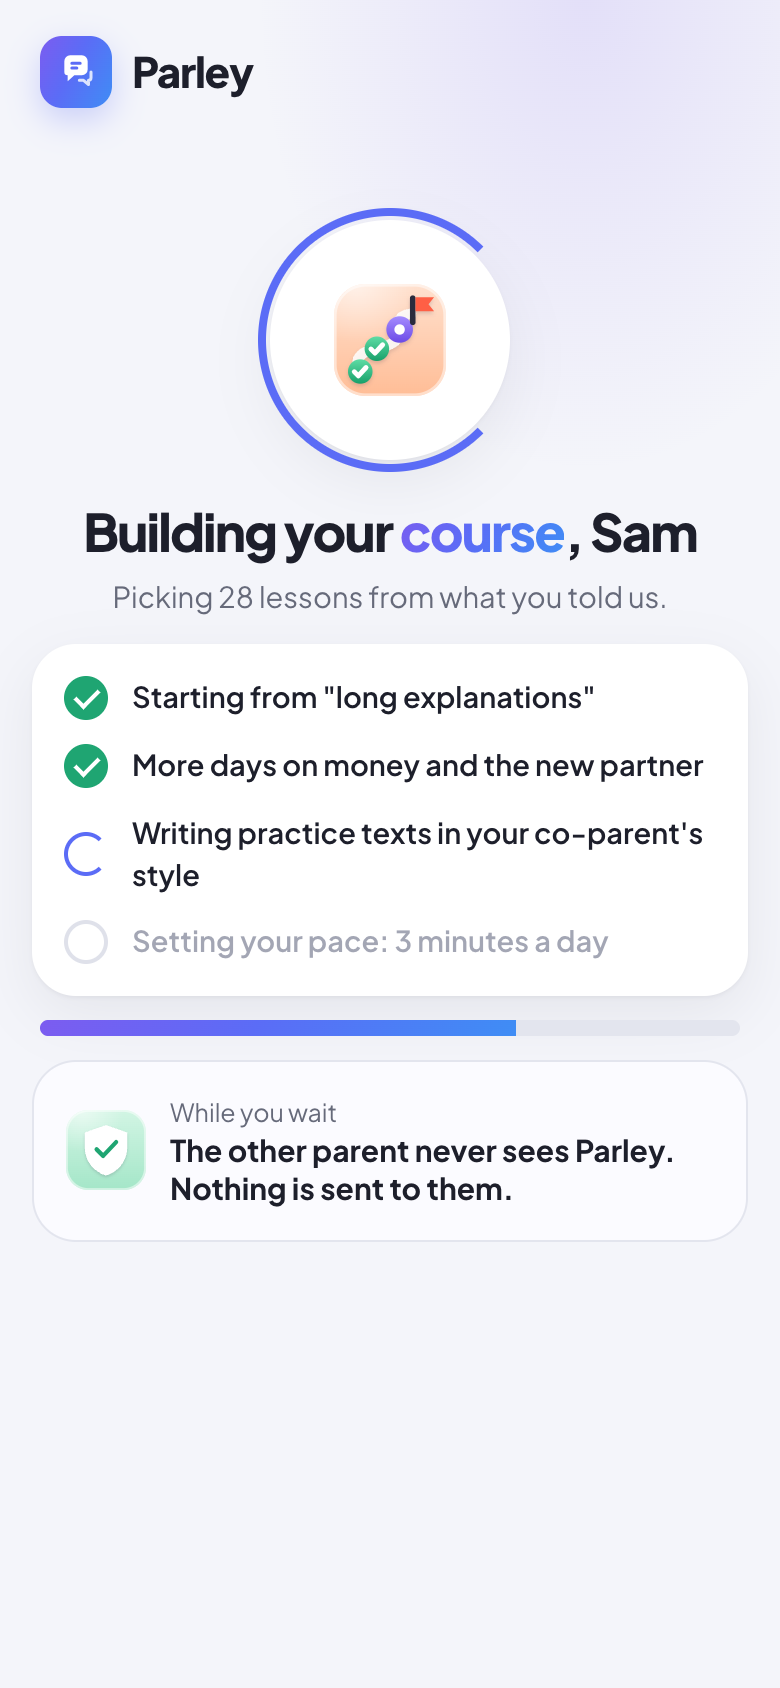 Parley
Building your course, Sam
Picking 28 lessons from what you told us.
Starting from "long explanations"
More days on money and the new partner
Writing practice texts in your co-parent's
style
Setting your pace: 3 minutes a day
While you wait
The other parent never sees Parley.
Nothing is sent to them.